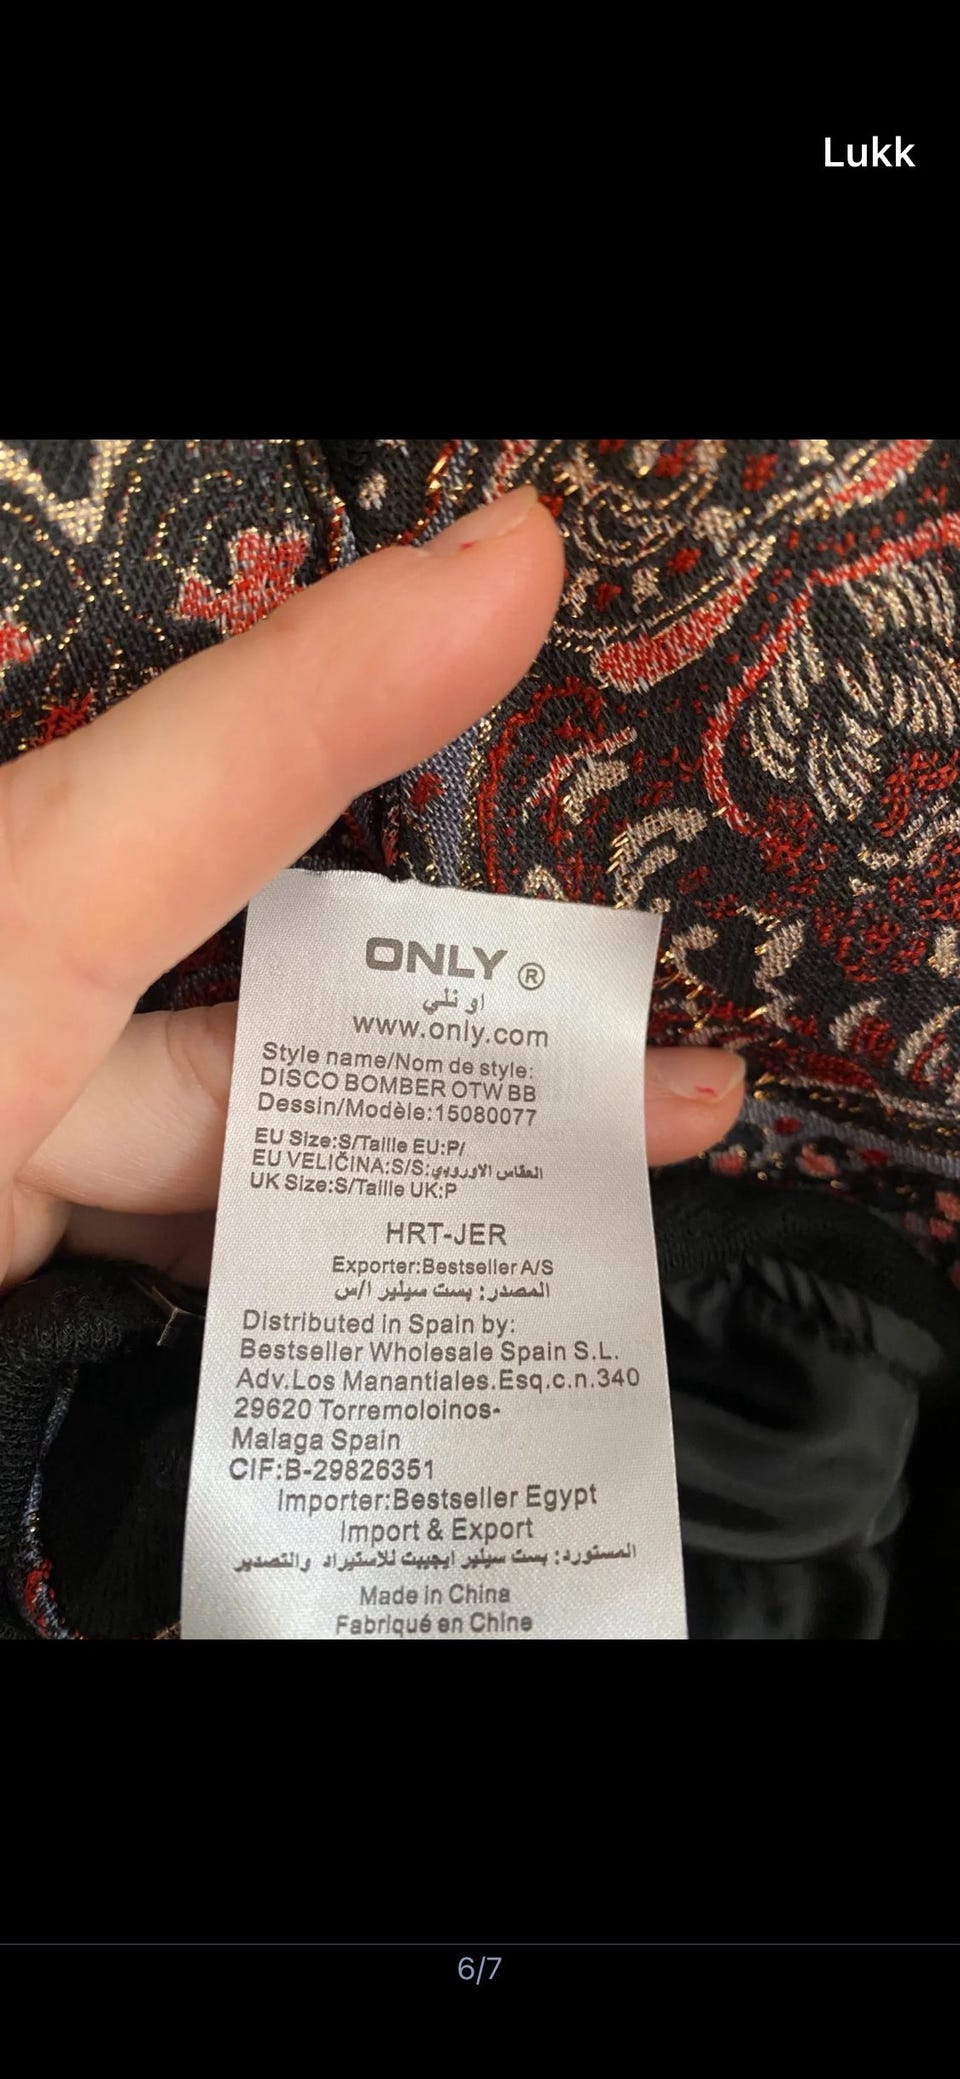 Lukk
ONLY ®
اونلي
www.only.com
Style name/Nom de style:
DISCO BOMBER OTW BB
Dessin/Modèle:15080077
EU Size:S/Taille EU:P/
EU VELIČINA:S/S:المقاس الاوروبي
UK Size:S/Taille UK:P
HRT-JER
Exporter:Bestseller A/S
المصدر: بست سيلير ا/س
Distributed in Spain by:
Bestseller Wholesale Spain S.L.
Adv.Los Manantiales.Esq.c.n.340
29620 Torremoloinos-
Malaga Spain
CIF:B-29826351
Importer:Bestseller Egypt
Import & Export
المستورد: بست سيلير ايجيبت للاستيراد والتصدير
Made in China
Fabriqué en Chine
6/7